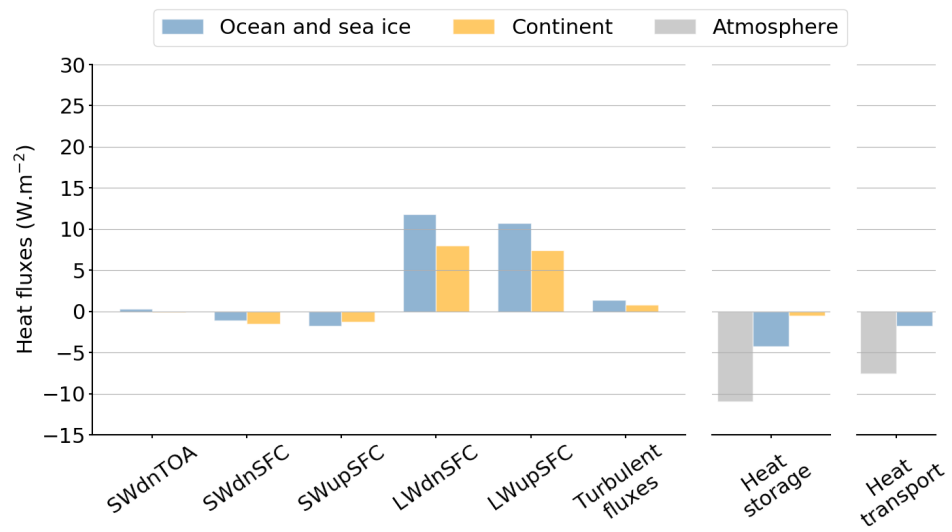 Ocean and sea ice Continent Atmosphere
Heat fluxes (W.m⁻²)
30
25
20
15
10
5
0
−5
−10
−15
SWdnTOA
SWdnSFC
SWupSFC
LWdnSFC
LWupSFC
Turbulent
fluxes
Heat
storage
Heat
transport